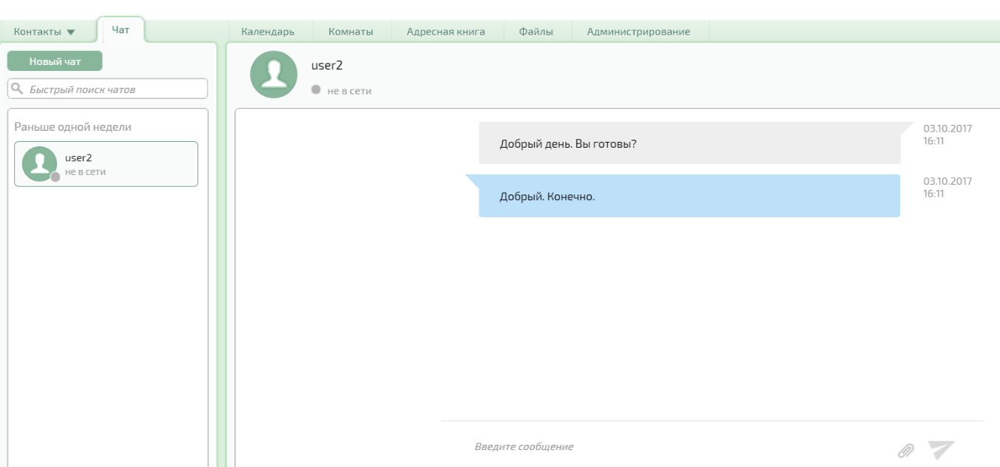 Контакты
Чат
Календарь
Комнаты
Адресная книга
Файлы
Администрирование
Новый чат
Быстрый поиск чатов
Раньше одной недели
user2
не в сети
user2
не в сети
Добрый день. Вы готовы?
03.10.2017
16:11
Добрый. Конечно.
03.10.2017
16:11
Введите сообщение